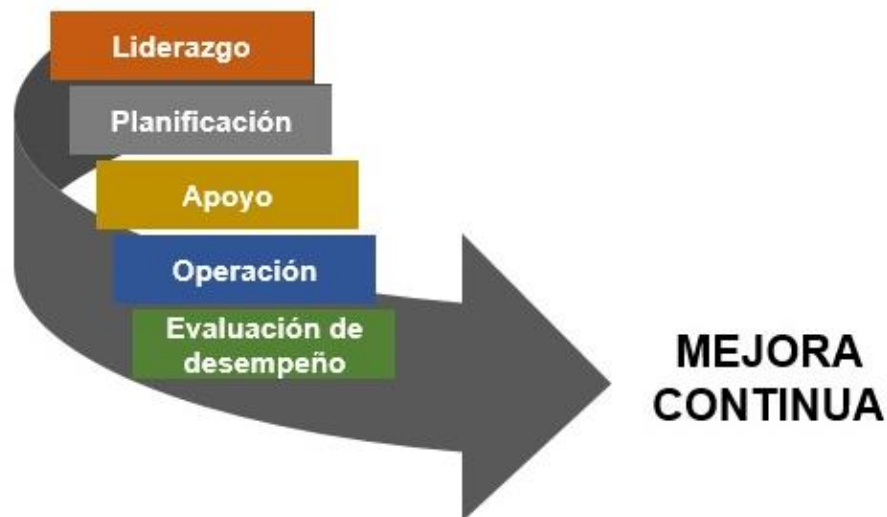 Liderazgo
Planificación
Apoyo
Operación
Evaluación de
desempeño
MEJORA
CONTINUA